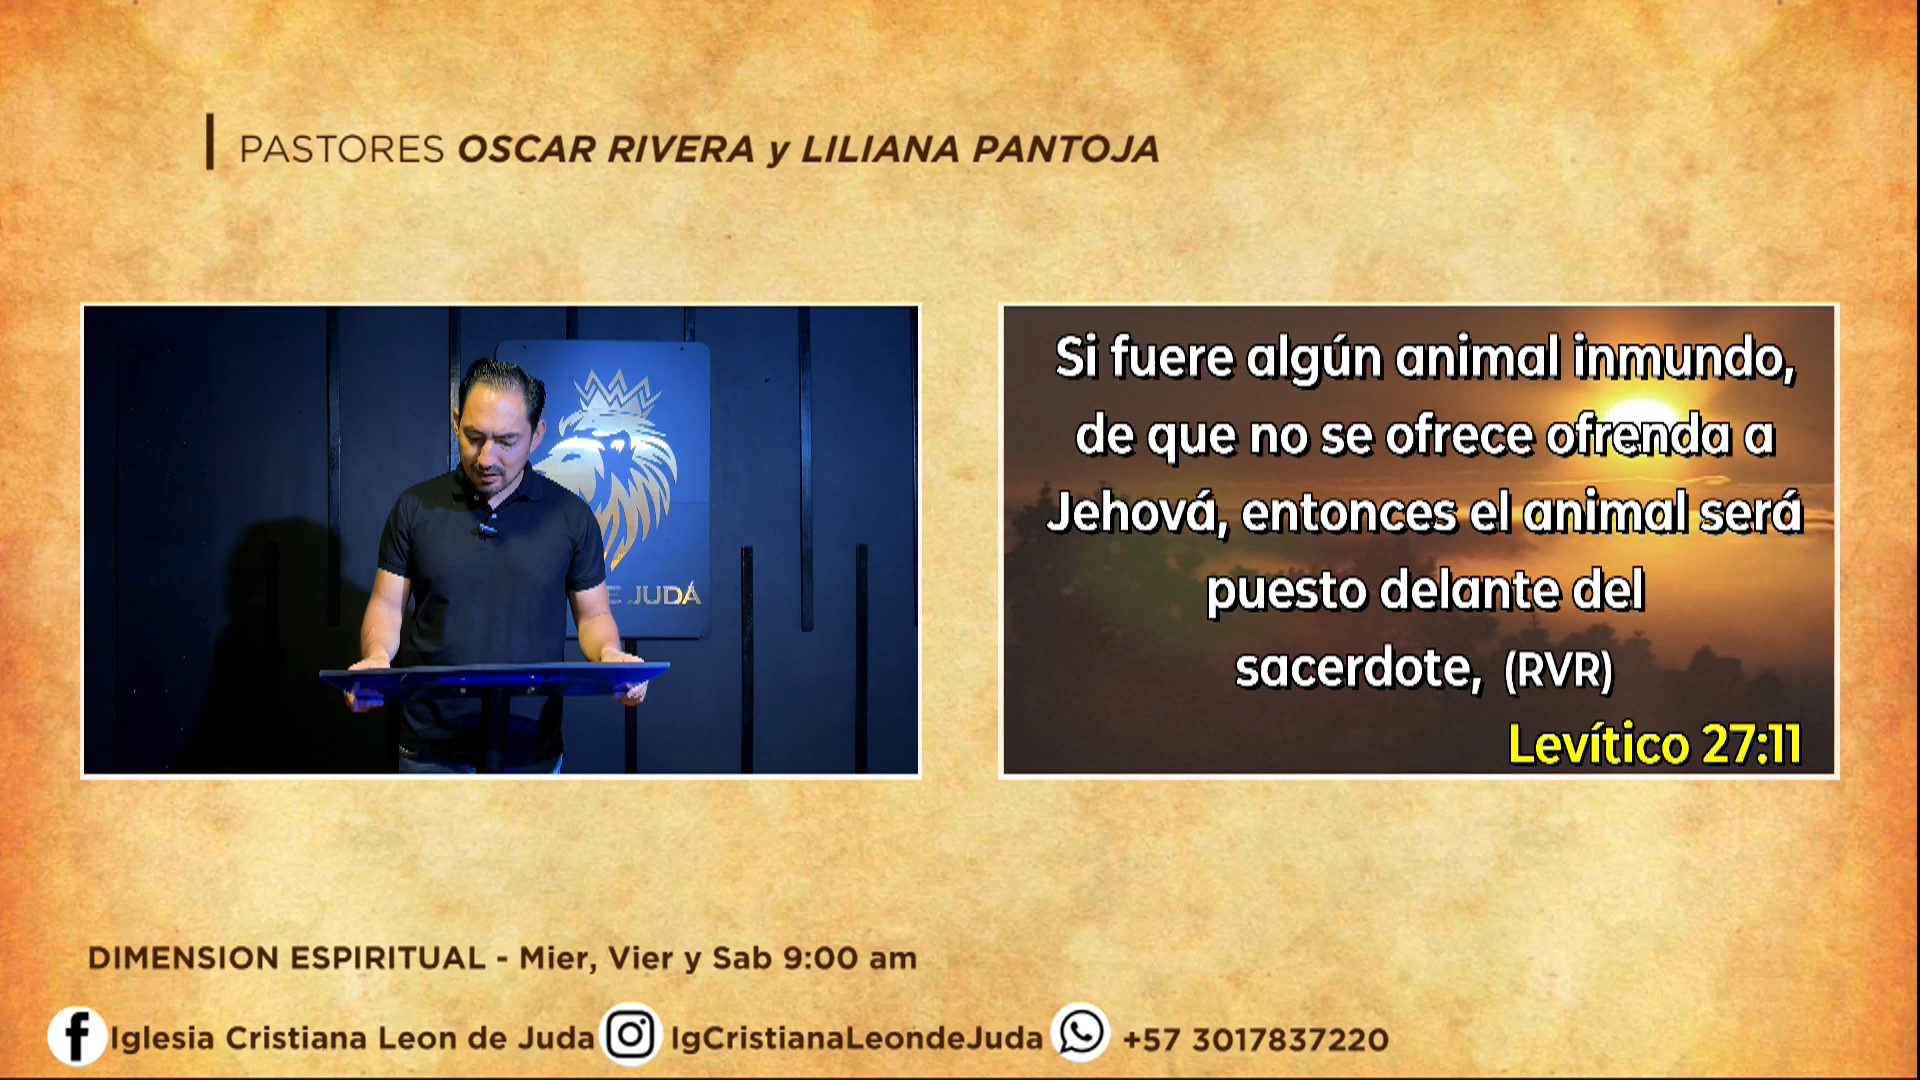 PASTORES OSCAR RIVERA y LILIANA PANTOJA
E JUDÁ
Si fuere algún animal inmundo,
de que no se ofrece ofrenda a
Jehová, entonces el animal será
puesto delante del
sacerdote, (RVR)
Levítico 27:11
DIMENSION ESPIRITUAL - Mier, Vier y Sab 9:00 am
Iglesia Cristiana Leon de Juda IgCristianaLeondeJuda +57 3017837220